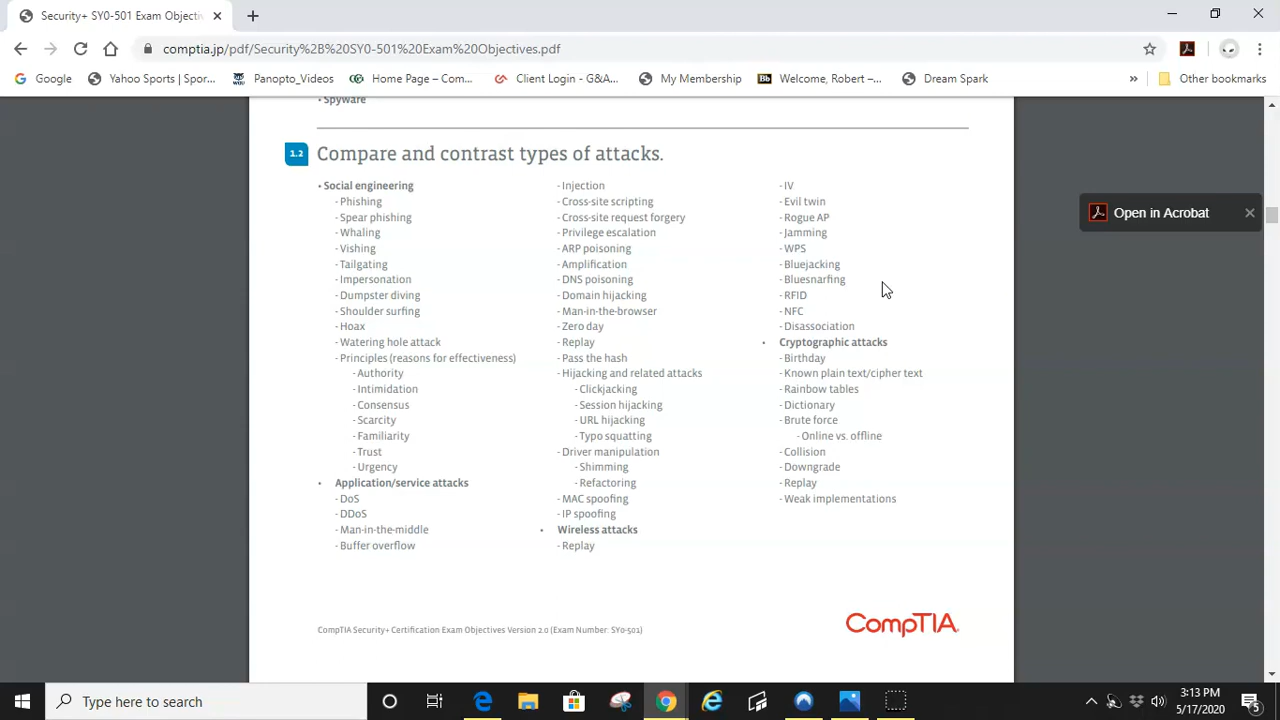 Security+ SY0-501 Exam Objectiv
comptia.jp/pdf/Security%2B%20SY0-501%20Exam%20Objectives.pdf
Google Yahoo Sports | Spor... Panopto_Videos Home Page – Com... Client Login - G&A... My Membership Bb Welcome, Robert –... Dream Spark » Other bookmarks
• Spyware
1.2 Compare and contrast types of attacks.
Open in Acrobat
• Social engineering
- Phishing
- Spear phishing
- Whaling
- Vishing
- Tailgating
- Impersonation
- Dumpster diving
- Shoulder surfing
- Hoax
- Watering hole attack
- Principles (reasons for effectiveness)
- Authority
- Intimidation
- Consensus
- Scarcity
- Familiarity
- Trust
- Urgency
• Application/service attacks
- DoS
- DDoS
- Man-in-the-middle
- Buffer overflow
- Injection
- Cross-site scripting
- Cross-site request forgery
- Privilege escalation
- ARP poisoning
- Amplification
- DNS poisoning
- Domain hijacking
- Man-in-the-browser
- Zero day
- Replay
- Pass the hash
- Hijacking and related attacks
- Clickjacking
- Session hijacking
- URL hijacking
- Typo squatting
- Driver manipulation
- Shimming
- Refactoring
- MAC spoofing
- IP spoofing
• Wireless attacks
- Replay
- IV
- Evil twin
- Rogue AP
- Jamming
- WPS
- Bluejacking
- Bluesnarfing
- RFID
- NFC
- Disassociation
• Cryptographic attacks
- Birthday
- Known plain text/cipher text
- Rainbow tables
- Dictionary
- Brute force
- Online vs. offline
- Collision
- Downgrade
- Replay
- Weak implementations
CompTIA Security+ Certification Exam Objectives Version 2.0 (Exam Number: SY0-501)
CompTIA.
Type here to search
3:13 PM
5/17/2020
5